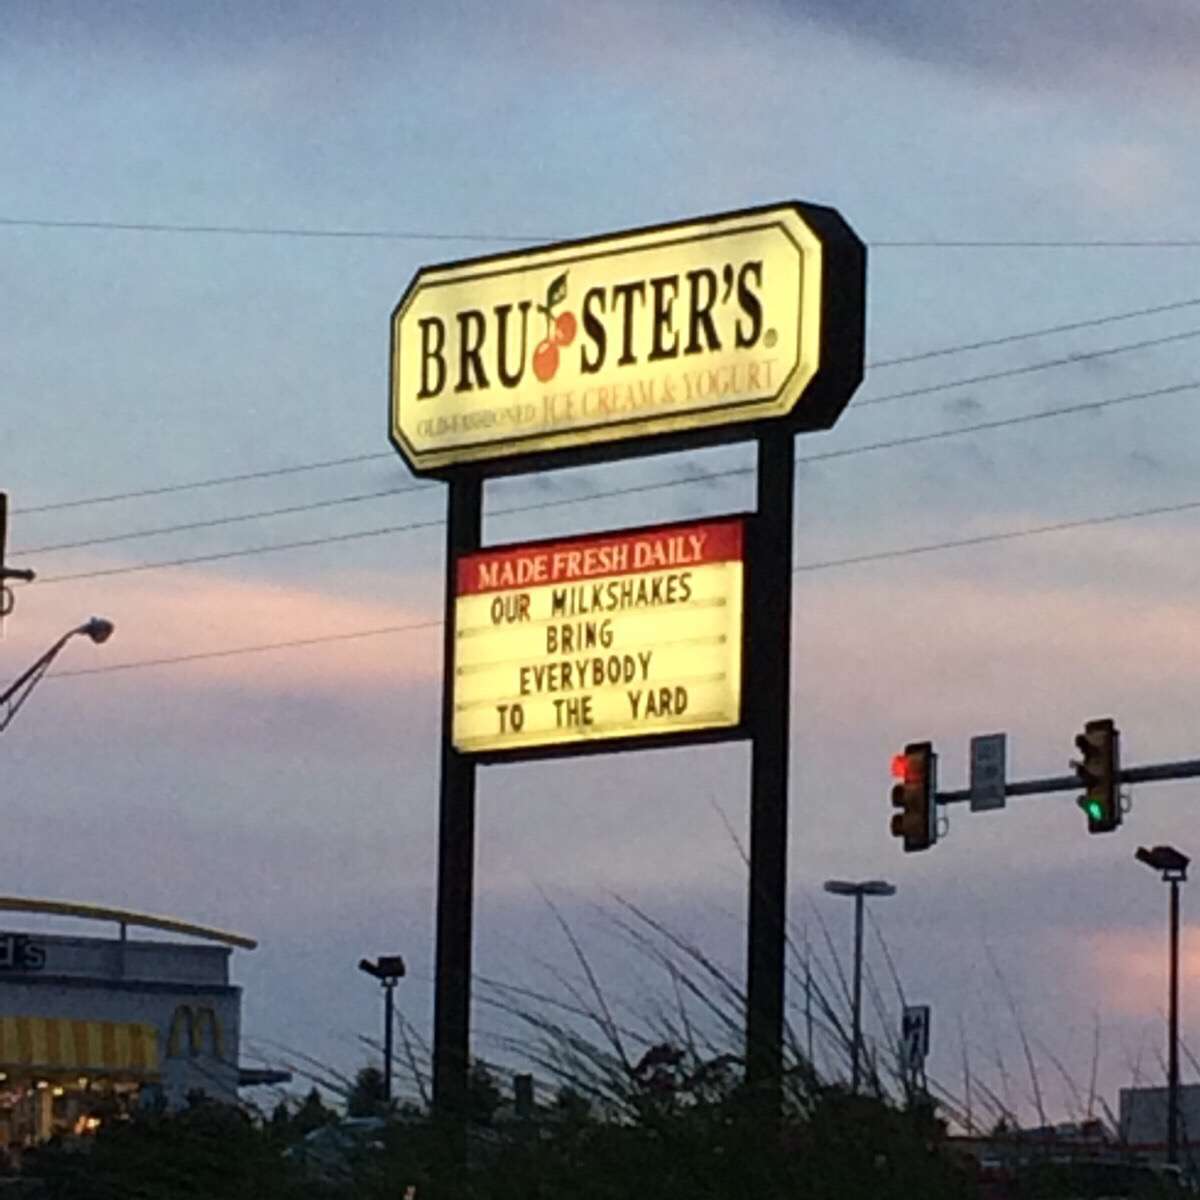 BRUSTER'S®
OLD-FASHIONED ICE CREAM & YOGURT
MADE FRESH DAILY
OUR MILKSHAKES
BRING
EVERYBODY
TO THE YARD
d's
M